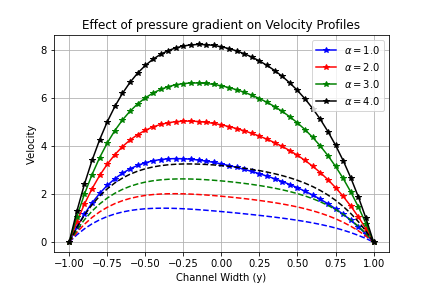 Effect of pressure gradient on Velocity Profiles
Velocity
8
6
4
2
0
α = 1.0
α = 2.0
α = 3.0
α = 4.0
−1.00 −0.75 −0.50 −0.25 0.00 0.25 0.50 0.75 1.00
Channel Width (y)